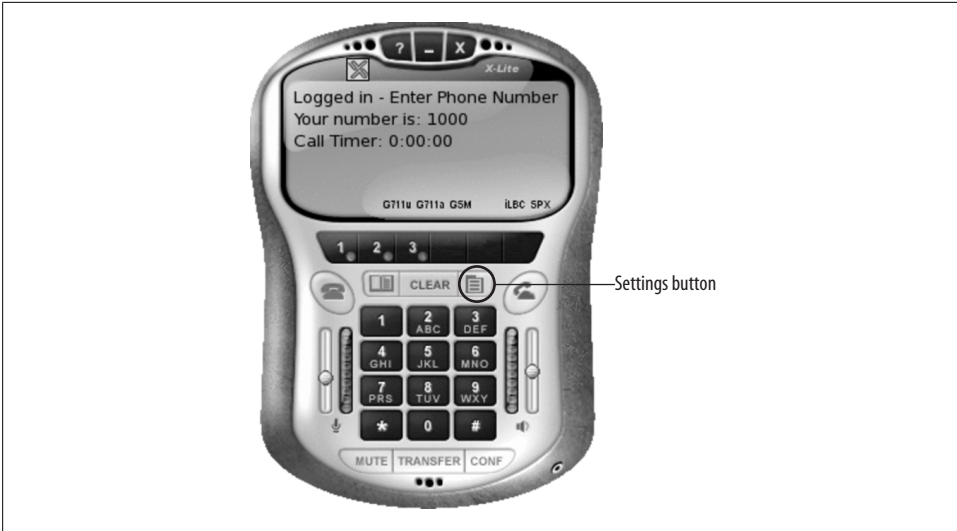 ? – X
X-Lite
Logged in - Enter Phone Number
Your number is: 1000
Call Timer: 0:00:00
G711u G711a GSM iLBC SPX
1 2 3
CLEAR
Settings button
1 2 ABC 3 DEF
4 GHI 5 JKL 6 MNO
7 PRS 8 TUV 9 WXY
* 0 #
MUTE TRANSFER CONF